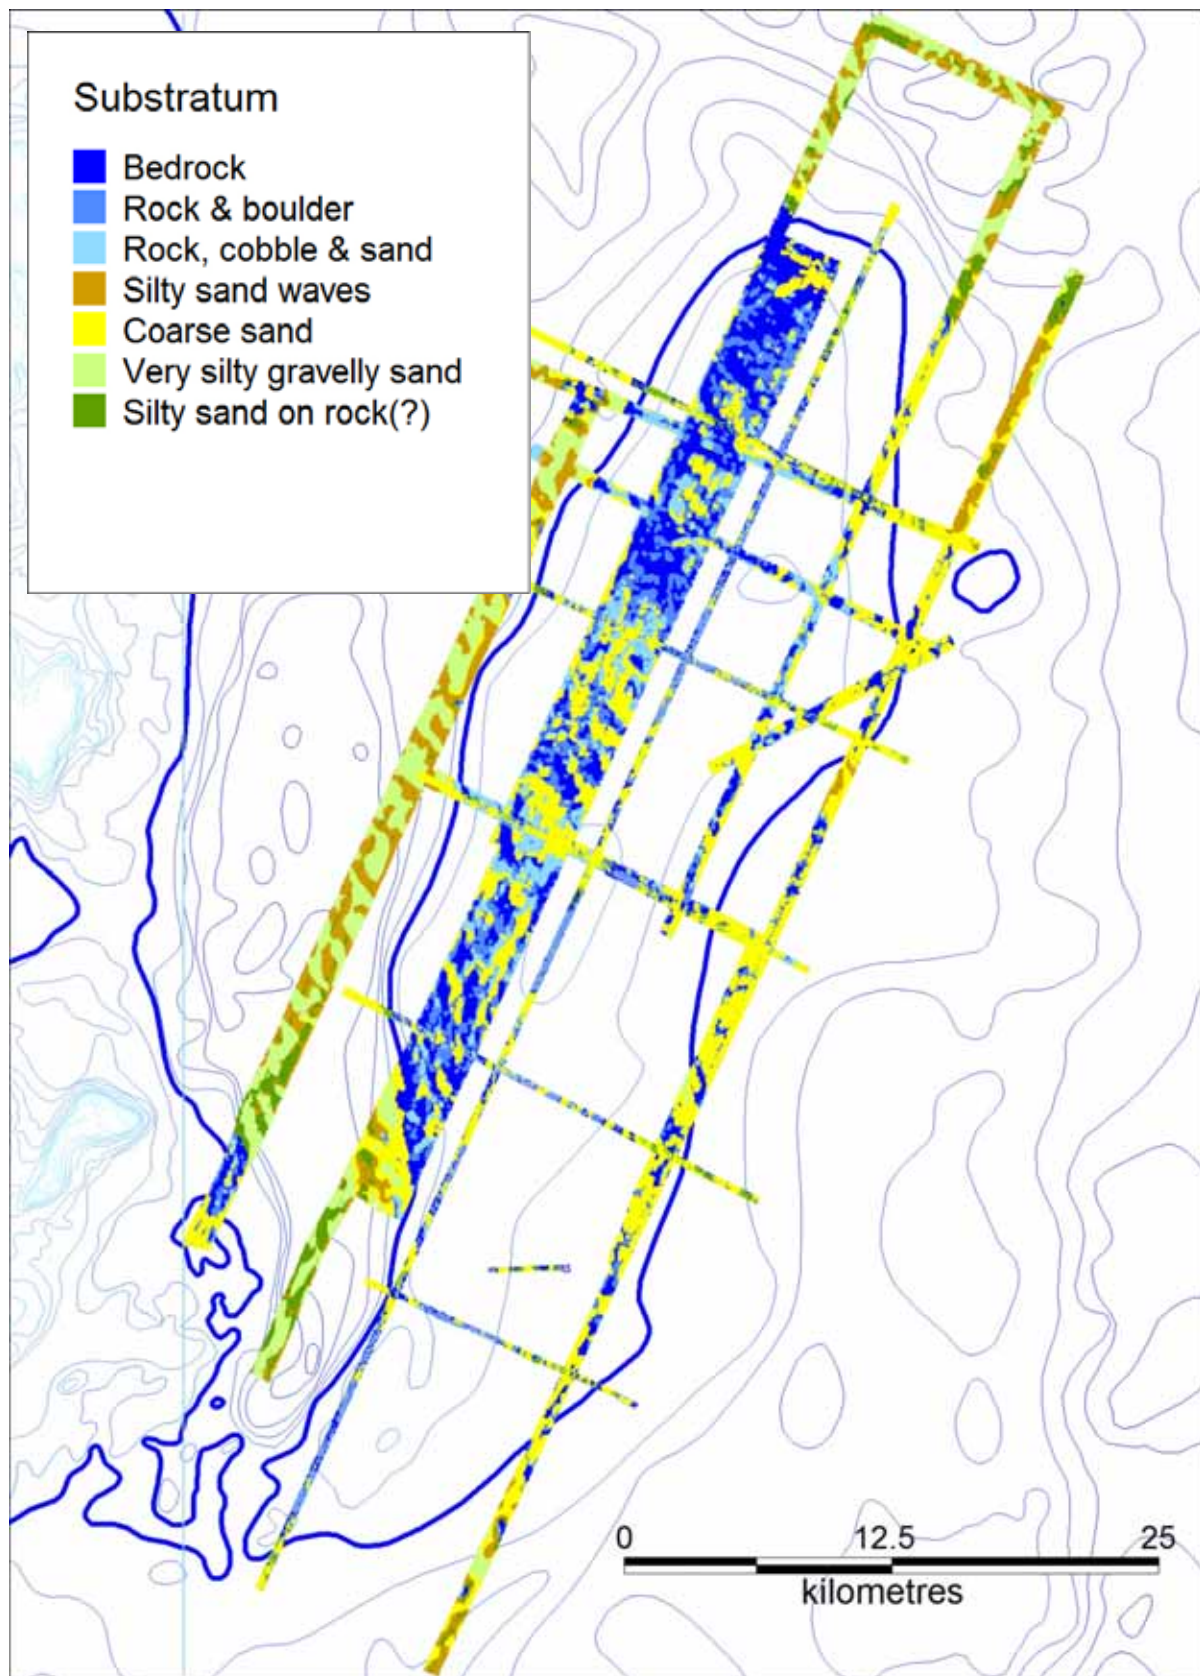 Substratum
Bedrock
Rock & boulder
Rock, cobble & sand
Silty sand waves
Coarse sand
Very silty gravelly sand
Silty sand on rock(?)
0 12.5 25
kilometres